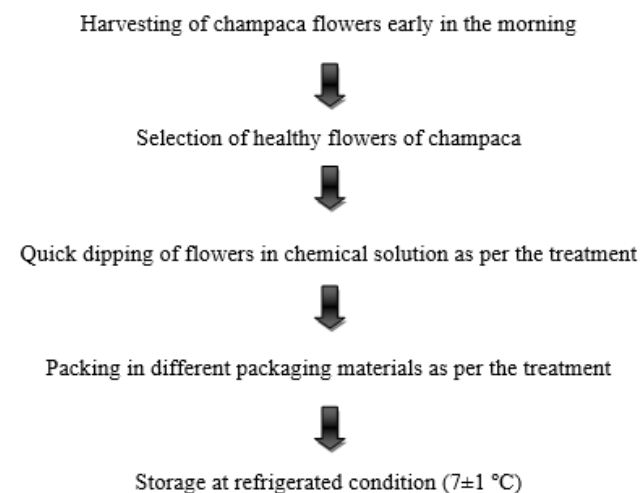 Harvesting of champaca flowers early in the morning
Selection of healthy flowers of champaca
Quick dipping of flowers in chemical solution as per the treatment
Packing in different packaging materials as per the treatment
Storage at refrigerated condition (7±1 °C)